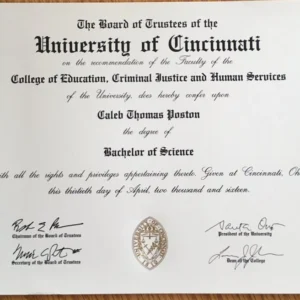 The Board of Trustees of the
University of Cincinnati
on the recommendation of the Faculty of the
College of Education, Criminal Justice and Human Services
of the University, does hereby confer upon
Caleb Thomas Poston
the degree of
Bachelor of Science
with all the rights and privileges appertaining thereto. Given at Cincinnati, Oh
this thirtieth day of April, two thousand and sixteen.
Chairman of the Board of Trustees
President of the University
Secretary of the Board of Trustees
Dean of the College